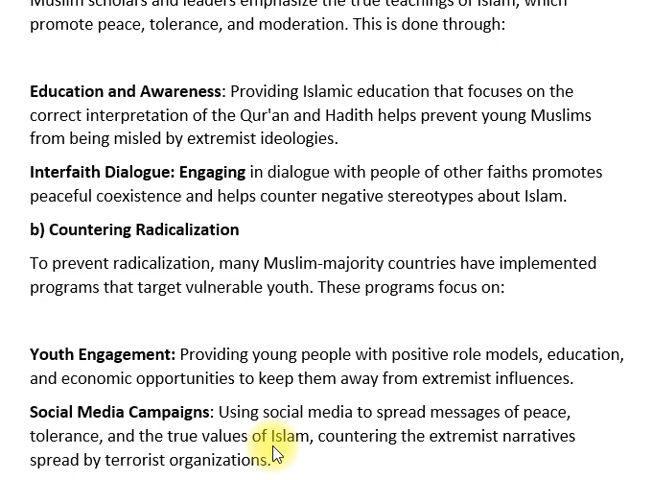 Muslim scholars and leaders emphasize the true teachings of Islam, which
promote peace, tolerance, and moderation. This is done through:
Education and Awareness: Providing Islamic education that focuses on the
correct interpretation of the Qur'an and Hadith helps prevent young Muslims
from being misled by extremist ideologies.
Interfaith Dialogue: Engaging in dialogue with people of other faiths promotes
peaceful coexistence and helps counter negative stereotypes about Islam.
b) Countering Radicalization
To prevent radicalization, many Muslim-majority countries have implemented
programs that target vulnerable youth. These programs focus on:
Youth Engagement: Providing young people with positive role models, education,
and economic opportunities to keep them away from extremist influences.
Social Media Campaigns: Using social media to spread messages of peace,
tolerance, and the true values of Islam, countering the extremist narratives
spread by terrorist organizations.